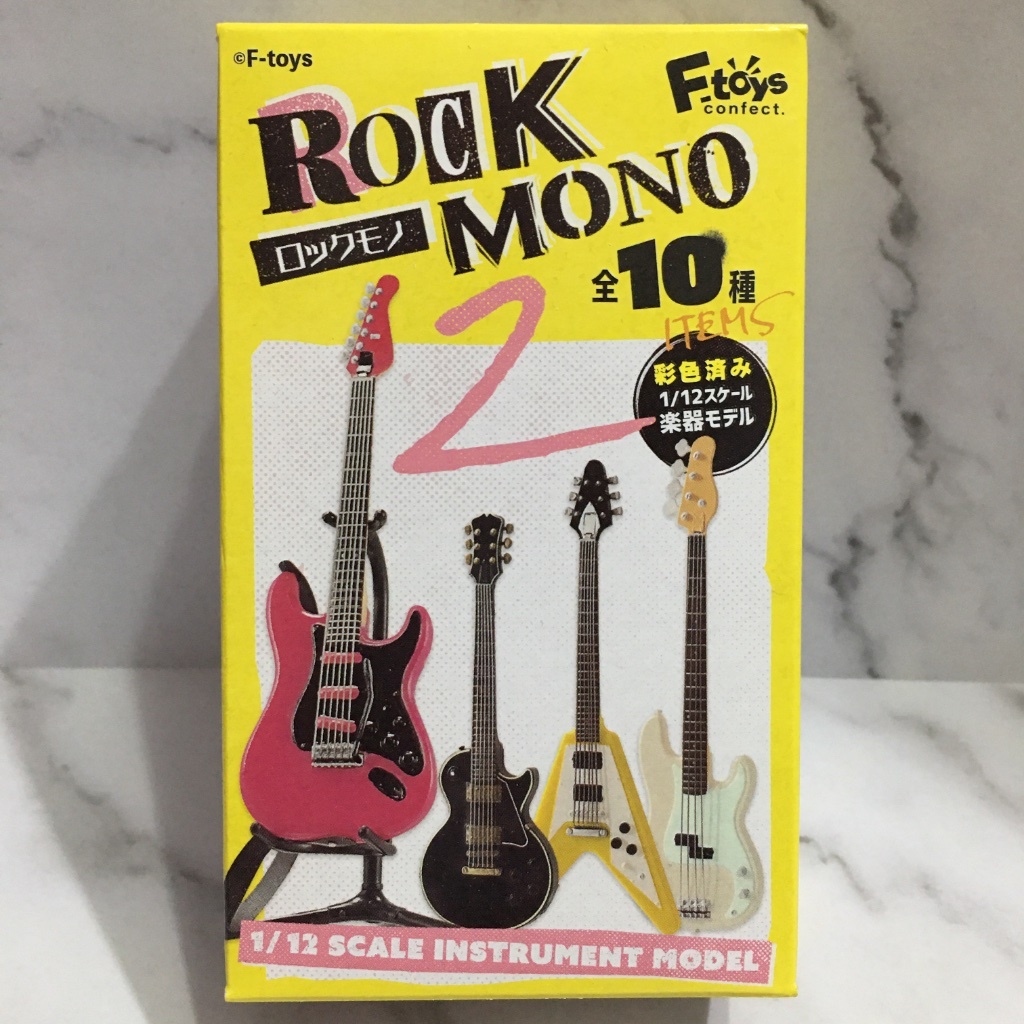 ©F-toys
F-toys
confect.
ROCK
MONO
ロックモノ
2
全10種
ITEMS
彩色済み
1/12スケール
楽器モデル
1/12 SCALE INSTRUMENT MODEL